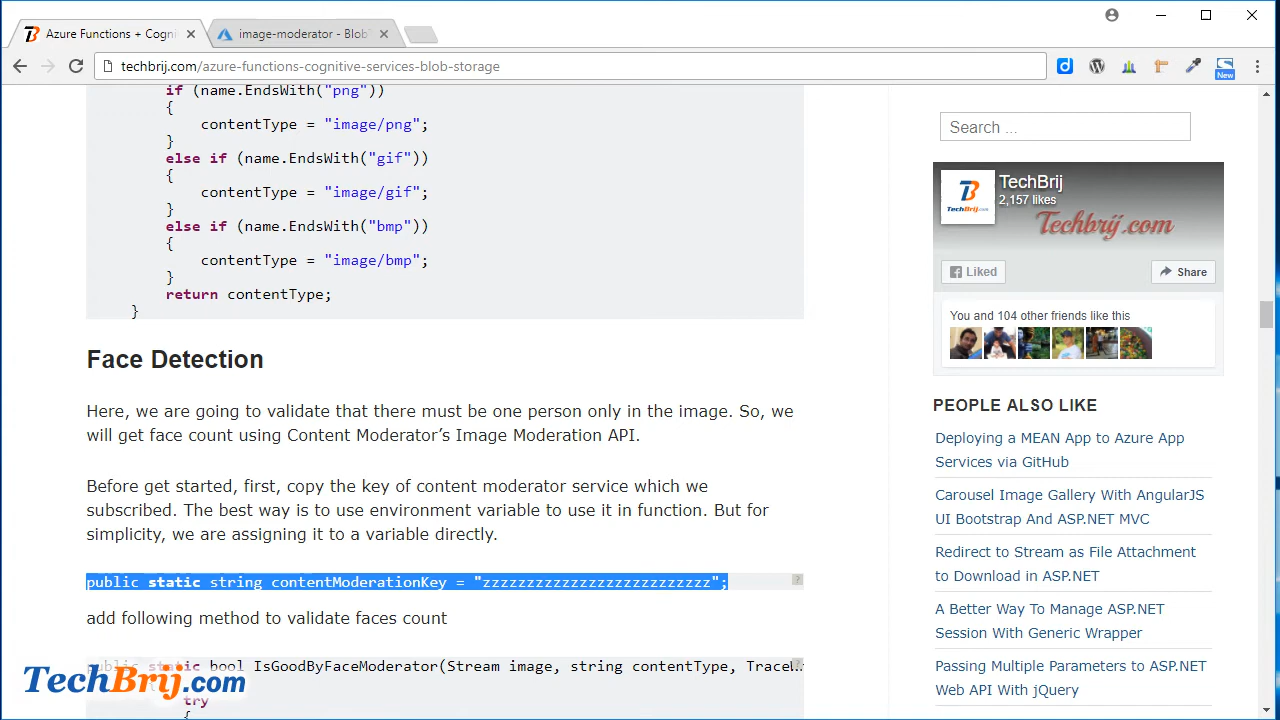 Azure Functions + Cogni
image-moderator - Blob
techbrij.com/azure-functions-cognitive-services-blob-storage
New
if (name.EndsWith("png"))
{
contentType = "image/png";
}
else if (name.EndsWith("gif"))
{
contentType = "image/gif";
}
else if (name.EndsWith("bmp"))
{
contentType = "image/bmp";
}
return contentType;
}
Face Detection
Here, we are going to validate that there must be one person only in the image. So, we
will get face count using Content Moderator's Image Moderation API.
Before get started, first, copy the key of content moderator service which we
subscribed. The best way is to use environment variable to use it in function. But for
simplicity, we are assigning it to a variable directly.
public static string contentModerationKey = "zzzzzzzzzzzzzzzzzzzzzzzzzz";
?
add following method to validate faces count
public static bool IsGoodByFaceModerator(Stream image, string contentType, Trace...
try
{
TechBrij.com
Search ...
TechBrij
2,157 likes
TechBrij.com
Techbrij.com
Liked
Share
You and 104 other friends like this
PEOPLE ALSO LIKE
Deploying a MEAN App to Azure App
Services via GitHub
Carousel Image Gallery With AngularJS
UI Bootstrap And ASP.NET MVC
Redirect to Stream as File Attachment
to Download in ASP.NET
A Better Way To Manage ASP.NET
Session With Generic Wrapper
Passing Multiple Parameters to ASP.NET
Web API With jQuery